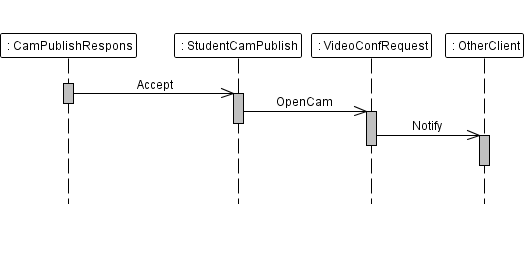 : CamPublishRespons
: StudentCamPublish
: VideoConfRequest
: OtherClient
Accept
OpenCam
Notify